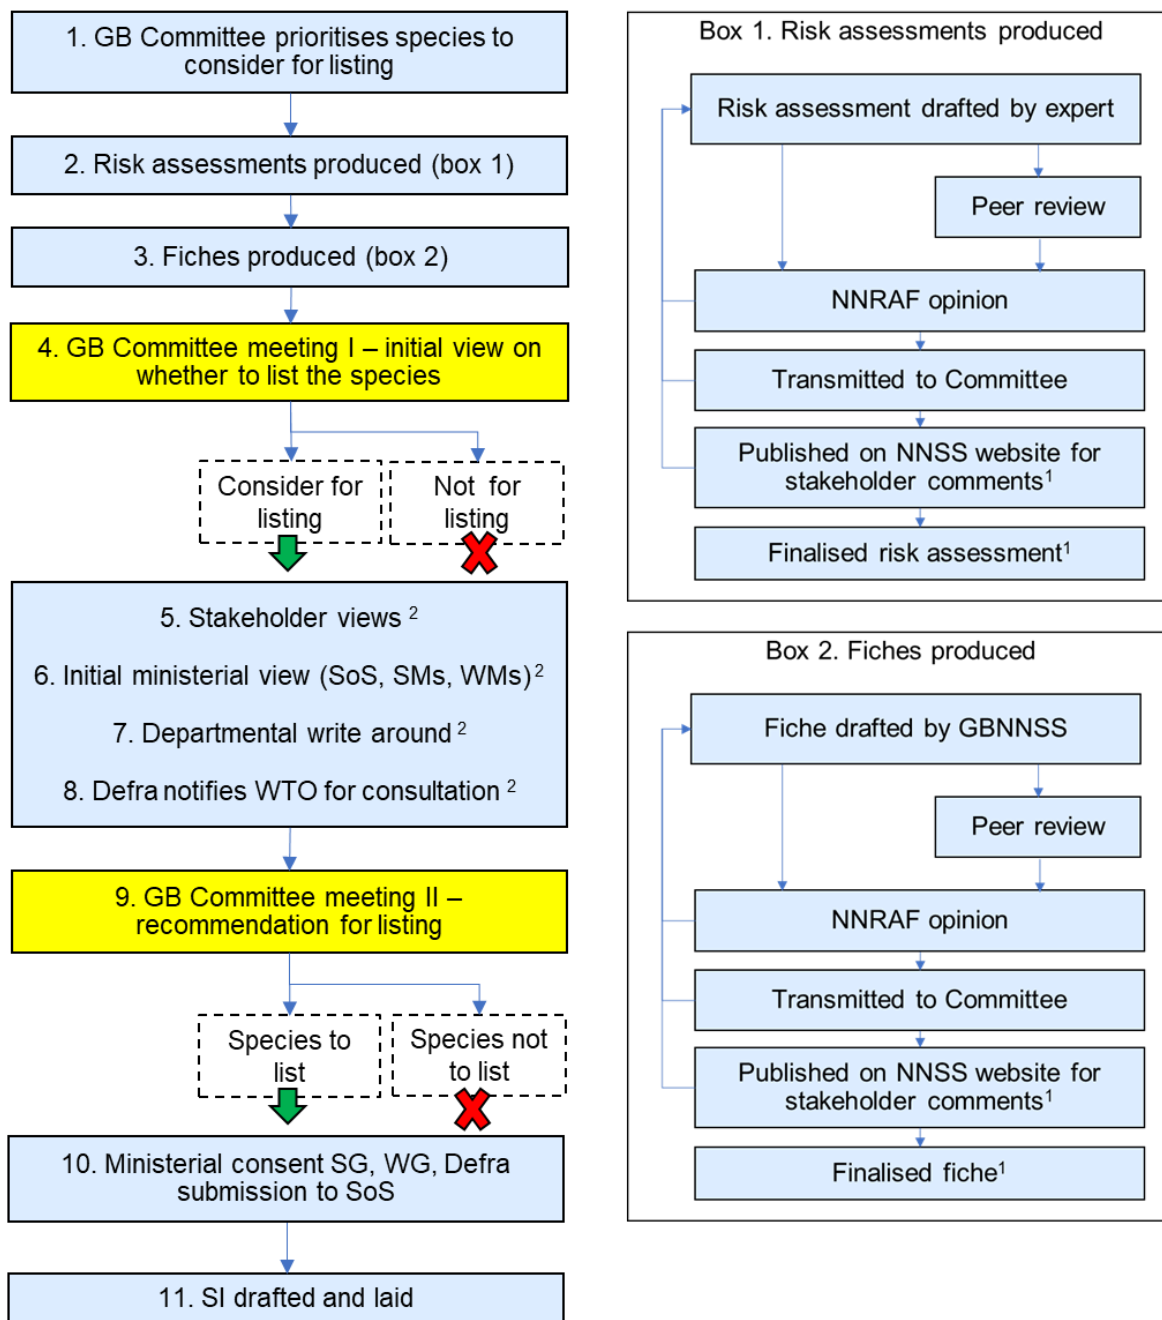 1. GB Committee prioritises species to
consider for listing
2. Risk assessments produced (box 1)
3. Fiches produced (box 2)
4. GB Committee meeting I – initial view on
whether to list the species
Consider for
listing
Not for
listing
5. Stakeholder views ²
6. Initial ministerial view (SoS, SMs, WMs) ²
7. Departmental write around ²
8. Defra notifies WTO for consultation ²
9. GB Committee meeting II –
recommendation for listing
Species to
list
Species not
to list
10. Ministerial consent SG, WG, Defra
submission to SoS
11. SI drafted and laid
Box 1. Risk assessments produced
Risk assessment drafted by expert
Peer review
NNRAF opinion
Transmitted to Committee
Published on NNSS website for
stakeholder comments¹
Finalised risk assessment¹
Box 2. Fiches produced
Fiche drafted by GBNNSS
Peer review
NNRAF opinion
Transmitted to Committee
Published on NNSS website for
stakeholder comments¹
Finalised fiche¹